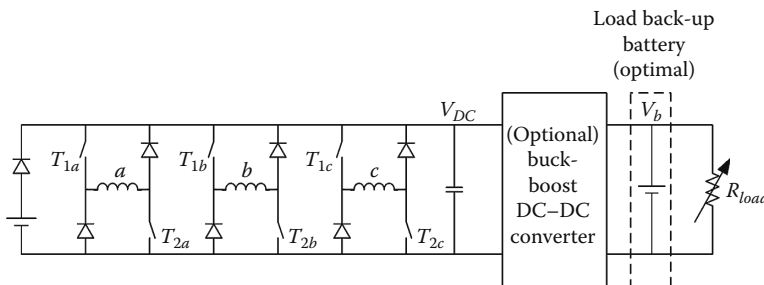 Load back-up
battery
(optimal)
V_DC
V_b
(Optional)
buck-
boost
DC–DC
converter
T_1a
a
T_1b
b
T_1c
c
R_load
T_2a
T_2b
T_2c